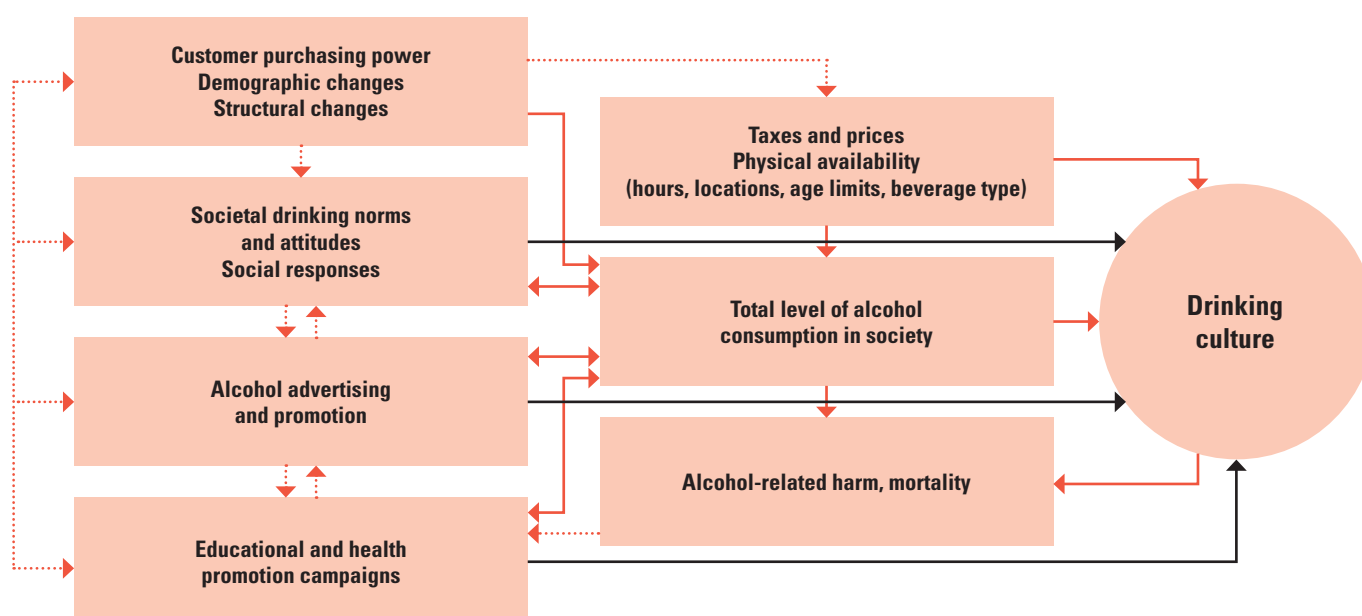 Customer purchasing power
Demographic changes
Structural changes
Taxes and prices
Physical availability
(hours, locations, age limits, beverage type)
Societal drinking norms
and attitudes
Social responses
Total level of alcohol
consumption in society
Drinking
culture
Alcohol advertising
and promotion
Alcohol-related harm, mortality
Educational and health
promotion campaigns